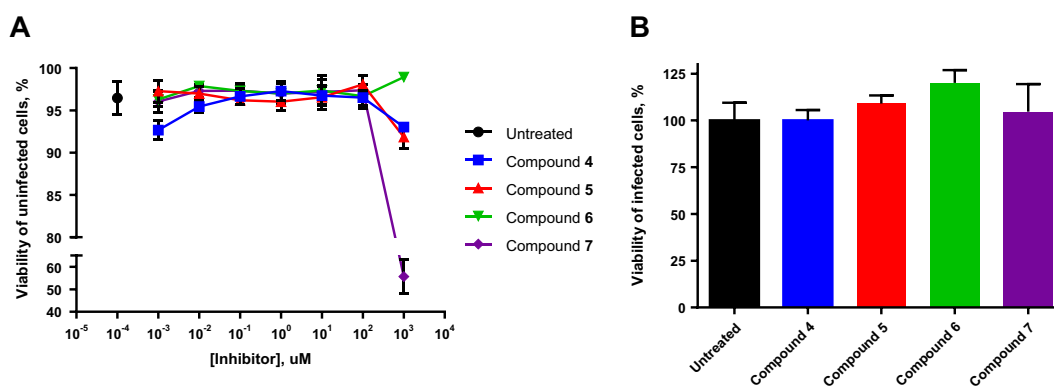 A
Viability of uninfected cells, %
100
95
90
85
80
60
50
40
10⁻⁵
10⁻⁴
10⁻³
10⁻²
10⁻¹
10⁰
10¹
10²
10³
10⁴
[Inhibitor], uM
Untreated
Compound 4
Compound 5
Compound 6
Compound 7
B
Viability of infected cells, %
125
100
75
50
25
0
Untreated
Compound 4
Compound 5
Compound 6
Compound 7